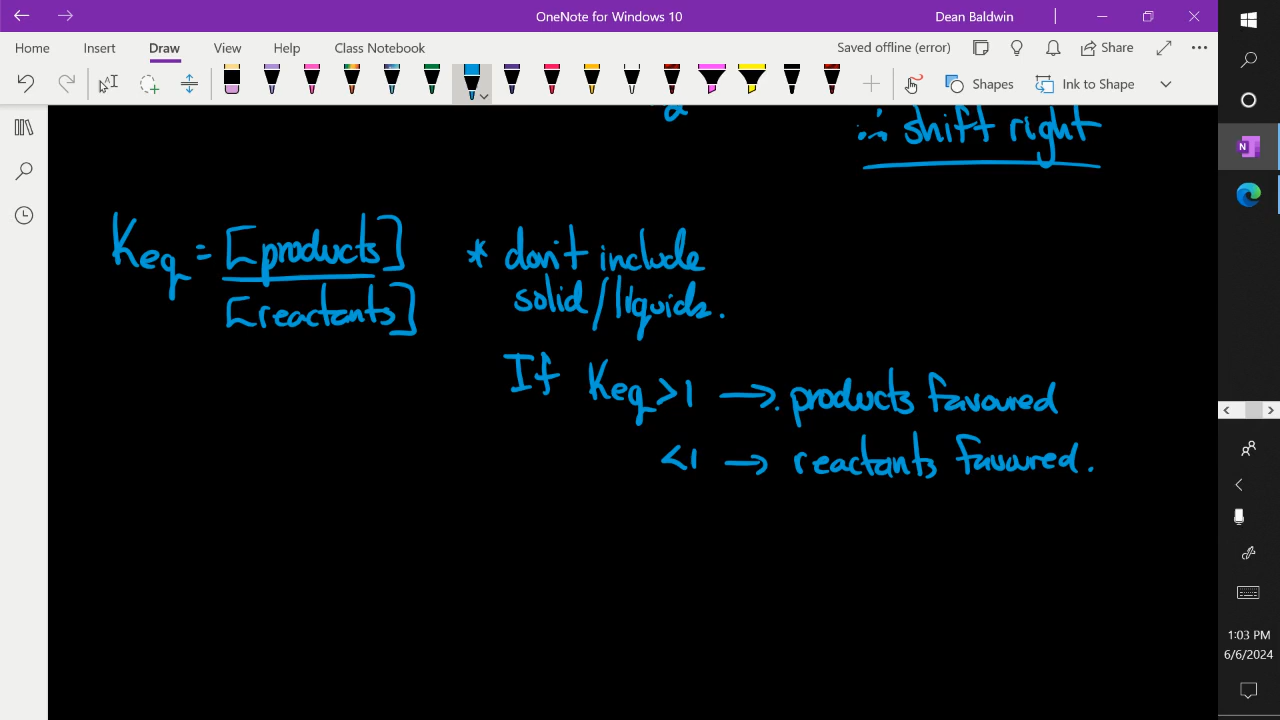 OneNote for Windows 10
Dean Baldwin
Home Insert Draw View Help Class Notebook
Saved offline (error)
Share
Shapes
Ink to Shape
∴ shift right
Keq = [products]
[reactants]
* don't include
solid/liquids.
If Keq >1 → products favoured
<1 → reactants favoured.
1:03 PM
6/6/2024